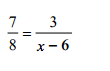 7/8 = 3/(x − 6)